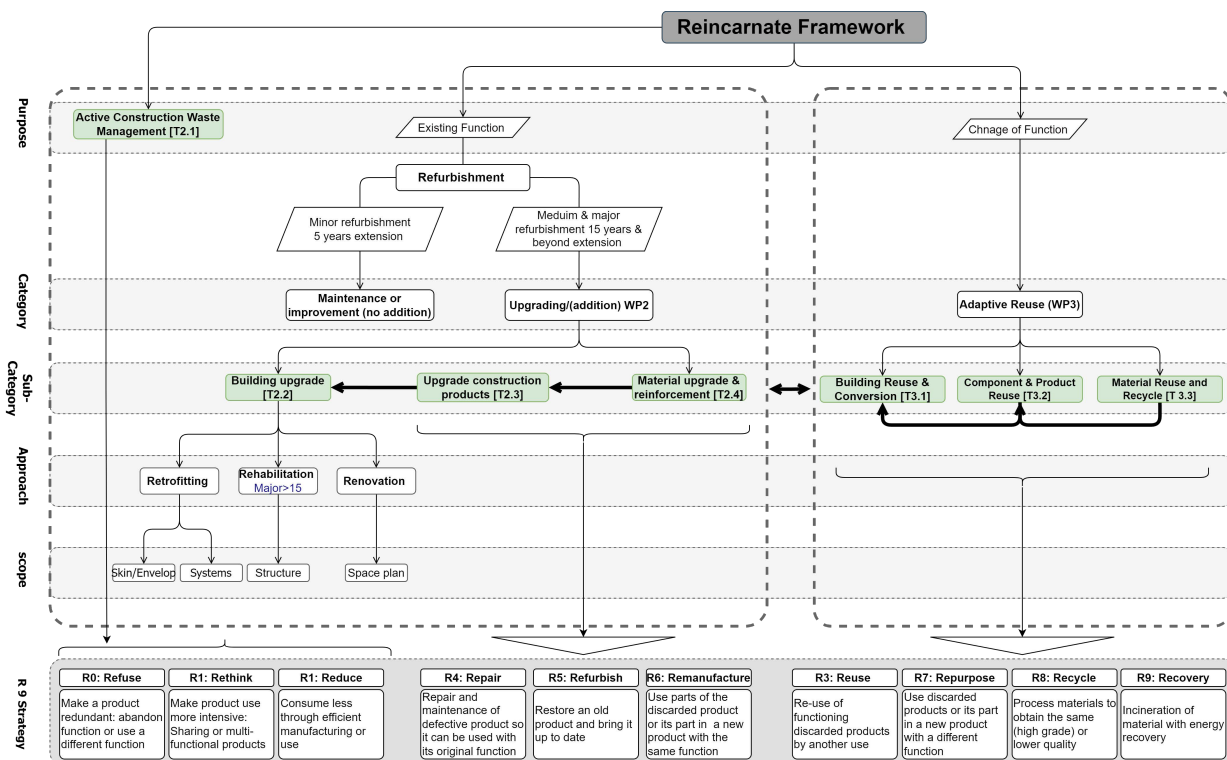 Reincarnate Framework
Purpose
Active Construction Waste
Management [T2.1]
Existing Function
Chnage of Function
Refurbishment
Minor refurbishment
5 years extension
Meduim & major
refurbishment 15 years &
beyond extension
Category
Maintenance or
improvement (no addition)
Upgrading/(addition) WP2
Adaptive Reuse (WP3)
Sub-
Category
Building upgrade
[T2.2]
Upgrade construction
products [T2.3]
Material upgrade &
reinforcement [T2.4]
Building Reuse &
Conversion [T3.1]
Component & Product
Reuse [T3.2]
Material Reuse and
Recycle [T 3.3]
Approach
Retrofitting
Rehabilitation
Major>15
Renovation
scope
Skin/Envelop
Systems
Structure
Space plan
R 9 Strategy
R0: Refuse
Make a product
redundant: abandon
function or use a
different function
R1: Rethink
Make product use
more intensive:
Sharing or multi-
functional products
R1: Reduce
Consume less
through efficient
manufacturing or
use
R4: Repair
Repair and
maintenance of
defective product so
it can be used with
its original function
R5: Refurbish
Restore an old
product and bring it
up to date
R6: Remanufacture
Use parts of the
discarded product
or its part in a new
product with the
same function
R3: Reuse
Re-use of
functioning
discarded products
by another use
R7: Repurpose
Use discarded
products or its part
in a new product
with a different
function
R8: Recycle
Process materials to
obtain the same
(high grade) or
lower quality
R9: Recovery
Incineration of
material with energy
recovery